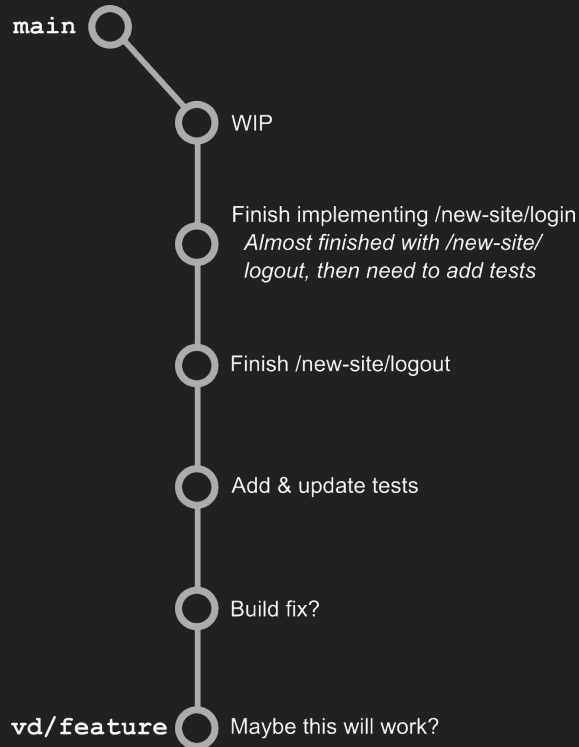 main
WIP
Finish implementing /new-site/login
Almost finished with /new-site/
logout, then need to add tests
Finish /new-site/logout
Add & update tests
Build fix?
vd/feature
Maybe this will work?